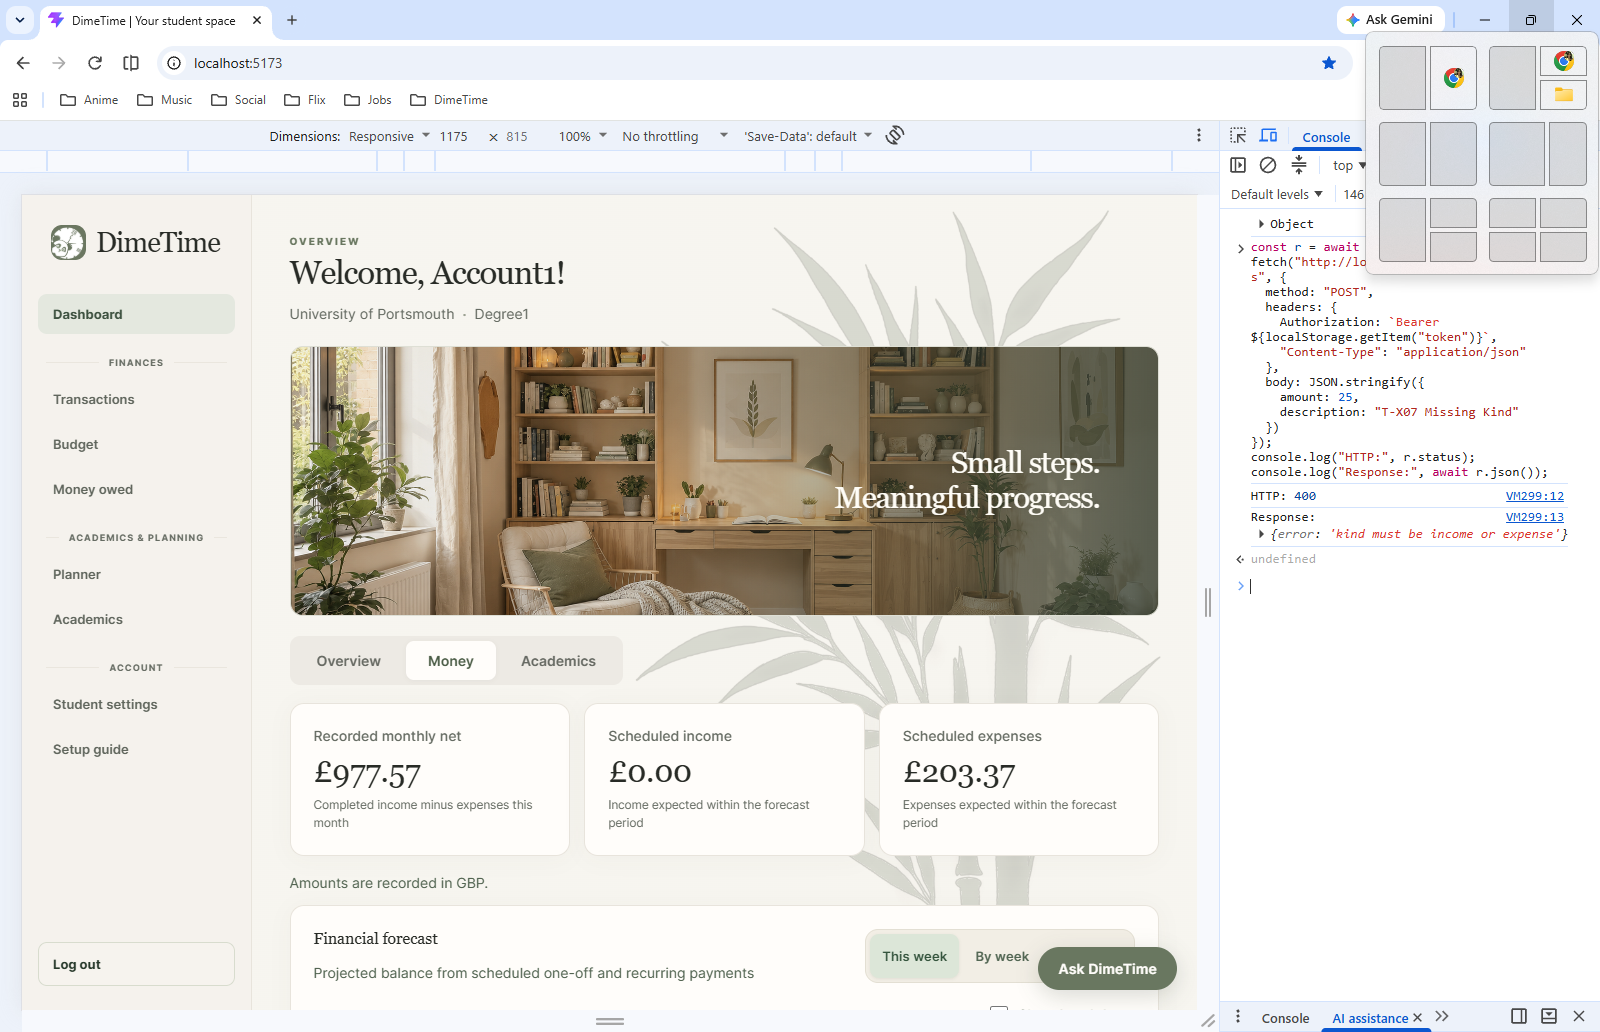 DimeTime | Your student space
Ask Gemini
localhost:5173
Anime
Music
Social
Flix
Jobs
DimeTime
Dimensions: Responsive
1175
×
815
100%
No throttling
'Save-Data': default
Console
top
Default levels
146
Object
const r = await
fetch("http://lo
s", {
method: "POST",
headers: {
Authorization: `Bearer
${localStorage.getItem("token")}`,
"Content-Type": "application/json"
},
body: JSON.stringify({
amount: 25,
description: "T-X07 Missing Kind"
})
});
console.log("HTTP:", r.status);
console.log("Response:", await r.json());
HTTP: 400
VM299:12
Response:
VM299:13
{error: 'kind must be income or expense'}
undefined
DimeTime
Dashboard
FINANCES
Transactions
Budget
Money owed
ACADEMICS & PLANNING
Planner
Academics
ACCOUNT
Student settings
Setup guide
Log out
OVERVIEW
Welcome, Account1!
University of Portsmouth · Degree1
Small steps.
Meaningful progress.
Overview
Money
Academics
Recorded monthly net
£977.57
Completed income minus expenses this
month
Scheduled income
£0.00
Income expected within the forecast
period
Scheduled expenses
£203.37
Expenses expected within the forecast
period
Amounts are recorded in GBP.
Financial forecast
Projected balance from scheduled one-off and recurring payments
This week
By week
Ask DimeTime
Console
AI assistance